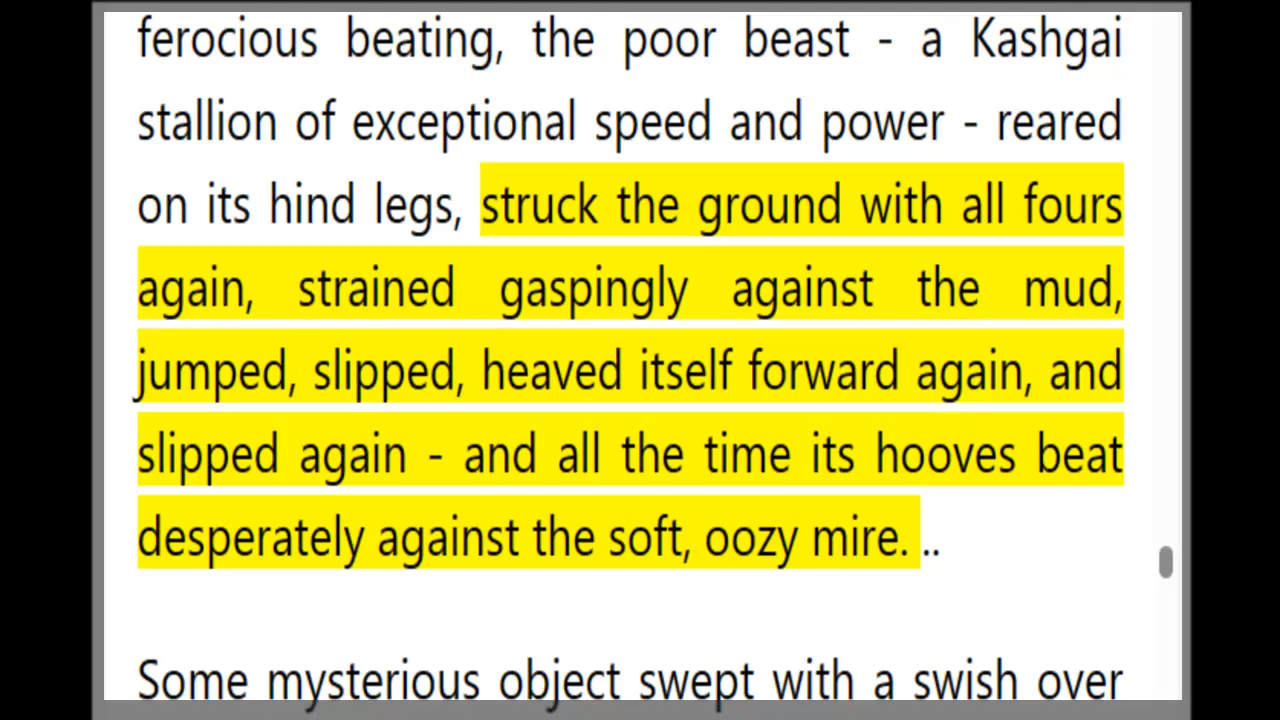 ferocious beating, the poor beast - a Kashgai
stallion of exceptional speed and power - reared
on its hind legs, struck the ground with all fours
again, strained gaspingly against the mud,
jumped, slipped, heaved itself forward again, and
slipped again - and all the time its hooves beat
desperately against the soft, oozy mire. ..
Some mysterious object swept with a swish over